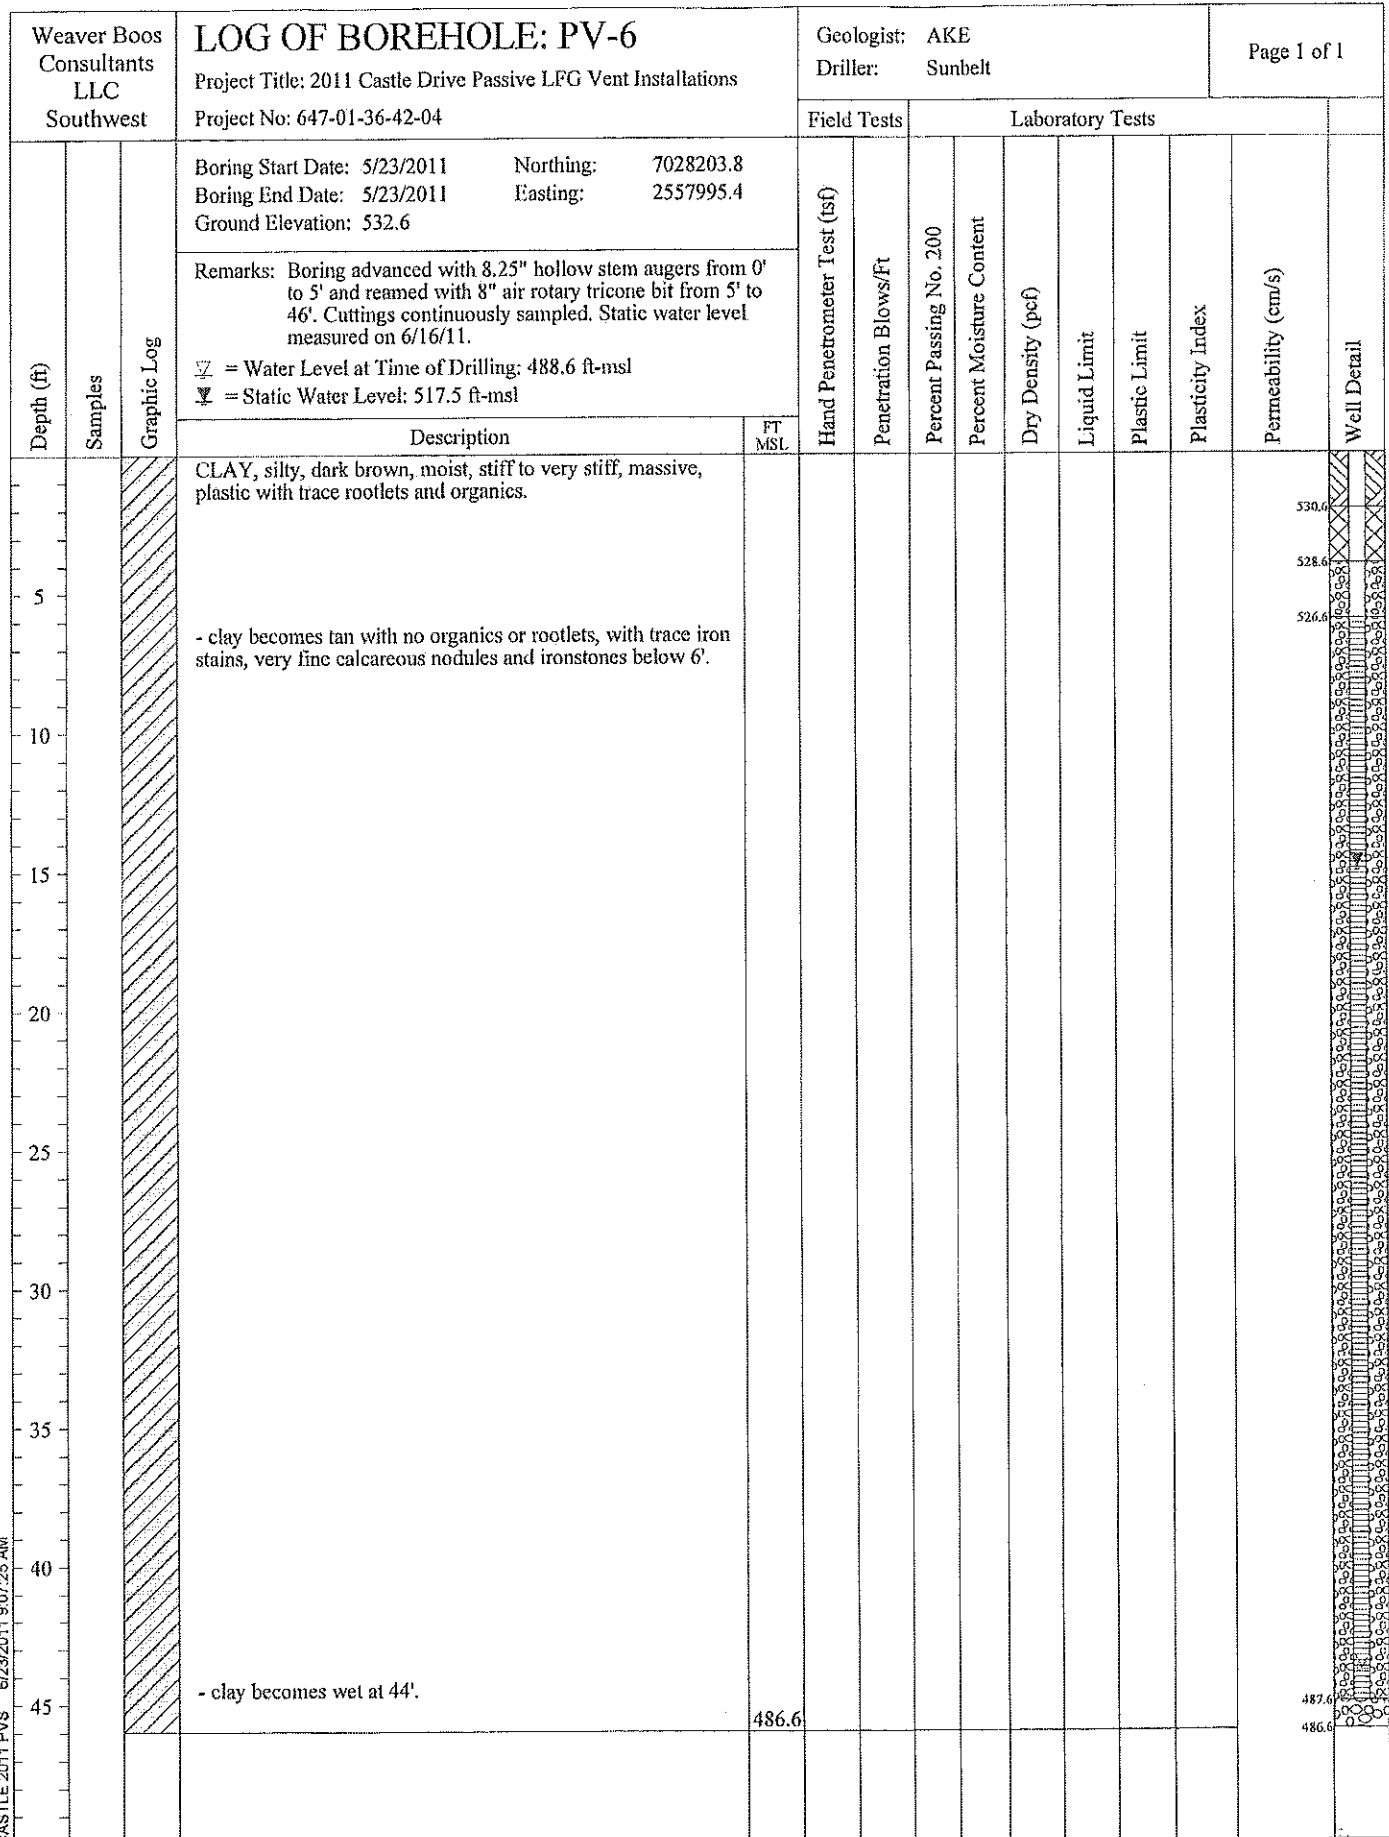 Weaver Boos
Consultants
LLC
Southwest
LOG OF BOREHOLE: PV-6
Project Title: 2011 Castle Drive Passive LFG Vent Installations
Project No: 647-01-36-42-04
Geologist: AKE
Driller: Sunbelt
Page 1 of 1
Field Tests
Laboratory Tests
Boring Start Date: 5/23/2011 Northing: 7028203.8
Boring End Date: 5/23/2011 Easting: 2557995.4
Ground Elevation: 532.6
Remarks: Boring advanced with 8.25" hollow stem augers from 0'
to 5' and reamed with 8" air rotary tricone bit from 5' to
46'. Cuttings continuously sampled. Static water level
measured on 6/16/11.
= Water Level at Time of Drilling: 488.6 ft-msl
= Static Water Level: 517.5 ft-msl
Depth (ft)
Samples
Graphic Log
Description
FT
MSL
Hand Penetrometer Test (tsf)
Penetration Blows/Ft
Percent Passing No. 200
Percent Moisture Content
Dry Density (pcf)
Liquid Limit
Plastic Limit
Plasticity Index
Permeability (cm/s)
Well Detail
CLAY, silty, dark brown, moist, stiff to very stiff, massive,
plastic with trace rootlets and organics.
530.6
528.6
5
526.6
- clay becomes tan with no organics or rootlets, with trace iron
stains, very fine calcareous nodules and ironstones below 6'.
10
15
20
25
30
35
40
- clay becomes wet at 44'.
45
487.6
486.6
486.6
CASTLE 2011 PVS 6/23/2011 9:07:25 AM